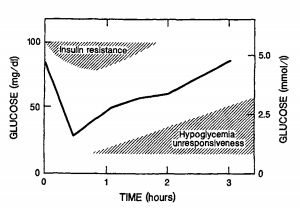 GLUCOSE (mg/dl)
100
50
0
Insulin resistance
Hypoglycemia
unresponsiveness
5.0
2.5
0
GLUCOSE (mmol/l)
0
1
2
3
TIME (hours)